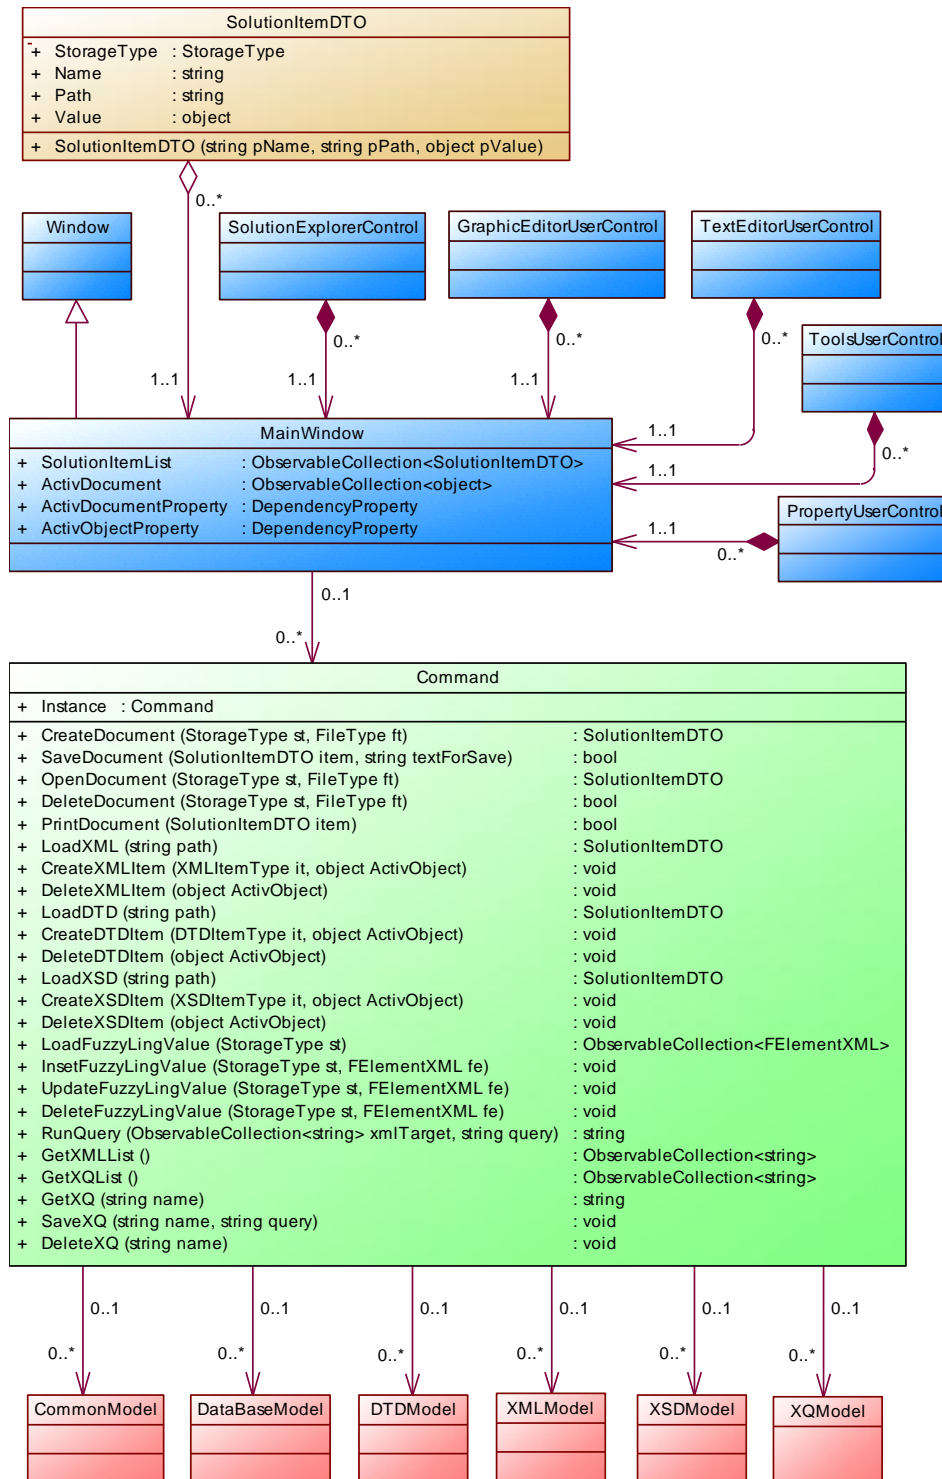 SolutionItemDTO
+ StorageType : StorageType
+ Name : string
+ Path : string
+ Value : object
+ SolutionItemDTO (string pName, string pPath, object pValue)
0..*
Window
SolutionExplorerControl
GraphicEditorUserControl
TextEditorUserControl
0..*
0..*
0..*
ToolsUserControl
1..1
1..1
1..1
MainWindow
1..1
0..*
+ SolutionItemList : ObservableCollection<SolutionItemDTO>
+ ActivDocument : ObservableCollection<object>
+ ActivDocumentProperty : DependencyProperty
+ ActivObjectProperty : DependencyProperty
1..1
PropertyUserControl
1..1
0..*
0..1
0..*
Command
+ Instance : Command
+ CreateDocument (StorageType st, FileType ft) : SolutionItemDTO
+ SaveDocument (SolutionItemDTO item, string textForSave) : bool
+ OpenDocument (StorageType st, FileType ft) : SolutionItemDTO
+ DeleteDocument (StorageType st, FileType ft) : bool
+ PrintDocument (SolutionItemDTO item) : bool
+ LoadXML (string path) : SolutionItemDTO
+ CreateXMLItem (XMLItemType it, object ActivObject) : void
+ DeleteXMLItem (object ActivObject) : void
+ LoadDTD (string path) : SolutionItemDTO
+ CreateDTDItem (DTDItemType it, object ActivObject) : void
+ DeleteDTDItem (object ActivObject) : void
+ LoadXSD (string path) : SolutionItemDTO
+ CreateXSDItem (XSDItemType it, object ActivObject) : void
+ DeleteXSDItem (object ActivObject) : void
+ LoadFuzzyLingValue (StorageType st) : ObservableCollection<FElementXML>
+ InsetFuzzyLingValue (StorageType st, FElementXML fe) : void
+ UpdateFuzzyLingValue (StorageType st, FElementXML fe) : void
+ DeleteFuzzyLingValue (StorageType st, FElementXML fe) : void
+ RunQuery (ObservableCollection<string> xmlTarget, string query) : string
+ GetXMLList () : ObservableCollection<string>
+ GetXQList () : ObservableCollection<string>
+ GetXQ (string name) : string
+ SaveXQ (string name, string query) : void
+ DeleteXQ (string name) : void
0..1 0..1 0..1 0..1 0..1 0..1
0..* 0..* 0..* 0..* 0..* 0..*
CommonModel
DataBaseModel
DTDModel
XMLModel
XSDModel
XQModel